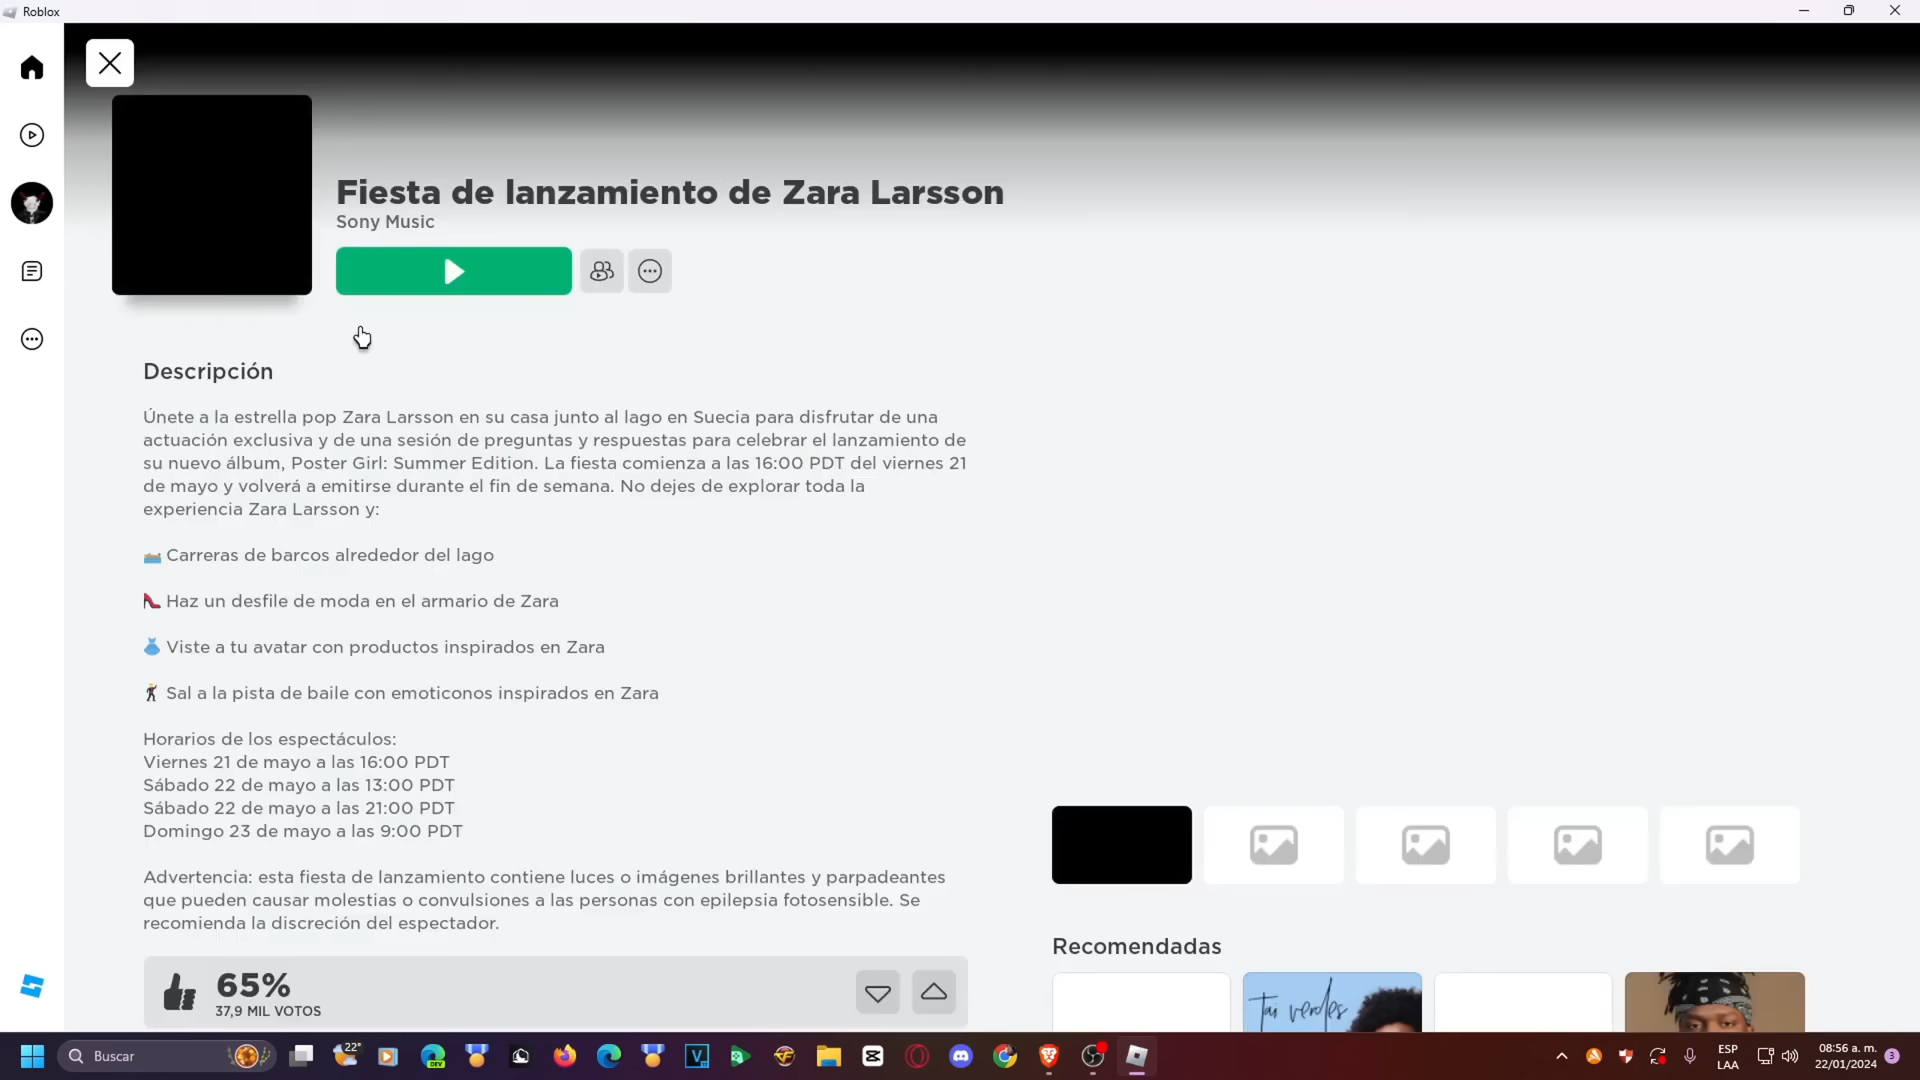 Roblox
Fiesta de lanzamiento de Zara Larsson
Sony Music
Descripción
Únete a la estrella pop Zara Larsson en su casa junto al lago en Suecia para disfrutar de una
actuación exclusiva y de una sesión de preguntas y respuestas para celebrar el lanzamiento de
su nuevo álbum, Poster Girl: Summer Edition. La fiesta comienza a las 16:00 PDT del viernes 21
de mayo y volverá a emitirse durante el fin de semana. No dejes de explorar toda la
experiencia Zara Larsson y:
Carreras de barcos alrededor del lago
👠 Haz un desfile de moda en el armario de Zara
👗 Viste a tu avatar con productos inspirados en Zara
🕺 Sal a la pista de baile con emoticonos inspirados en Zara
Horarios de los espectáculos:
Viernes 21 de mayo a las 16:00 PDT
Sábado 22 de mayo a las 13:00 PDT
Sábado 22 de mayo a las 21:00 PDT
Domingo 23 de mayo a las 9:00 PDT
Advertencia: esta fiesta de lanzamiento contiene luces o imágenes brillantes y parpadeantes
que pueden causar molestias o convulsiones a las personas con epilepsia fotosensible. Se
recomienda la discreción del espectador.
65%
37,9 MIL VOTOS
Recomendadas
tai verdes
Buscar
22°
DEV
ESP
LAA
08:56 a. m.
22/01/2024
3